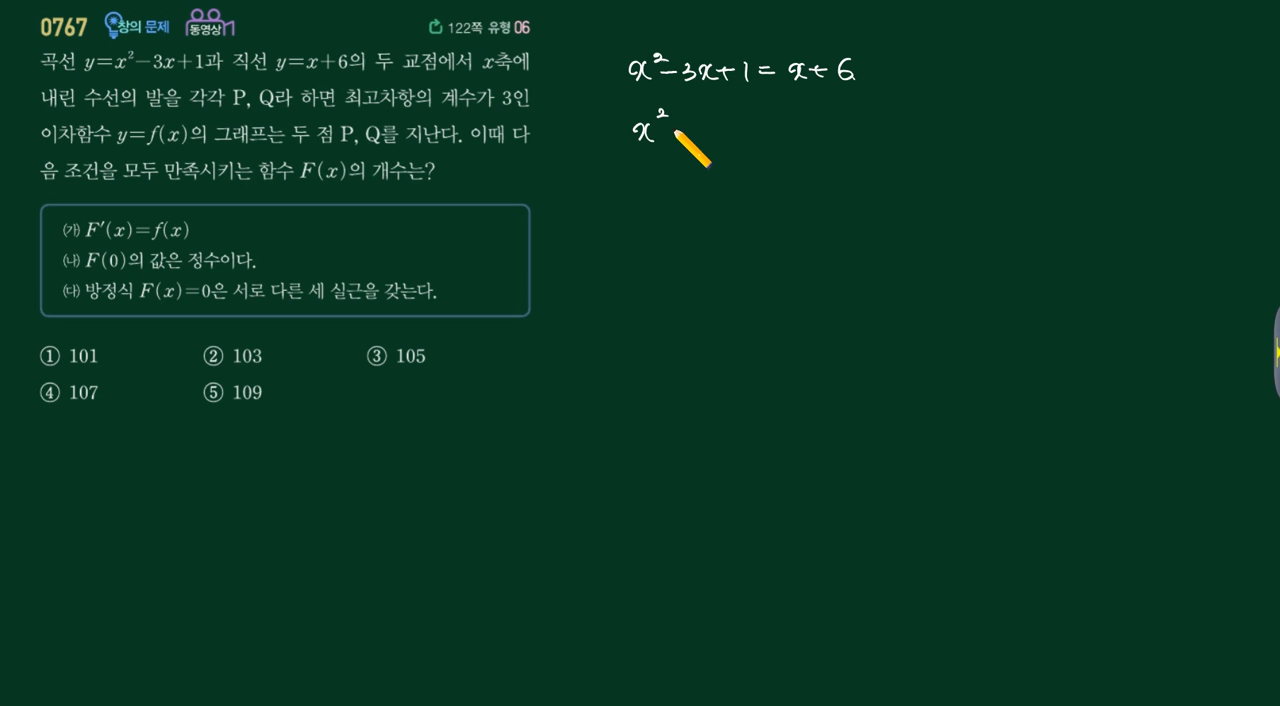 0767 창의 문제 동영상 122쪽 유형 06
곡선 y=x²-3x+1과 직선 y=x+6의 두 교점에서 x축에
내린 수선의 발을 각각 P, Q라 하면 최고차항의 계수가 3인
이차함수 y=f(x)의 그래프는 두 점 P, Q를 지난다. 이때 다
음 조건을 모두 만족시키는 함수 F(x)의 개수는?
㈎ F′(x)=f(x)
㈏ F(0)의 값은 정수이다.
㈐ 방정식 F(x)=0은 서로 다른 세 실근을 갖는다.
① 101 ② 103 ③ 105
④ 107 ⑤ 109
x²-3x+1=x+6
x²